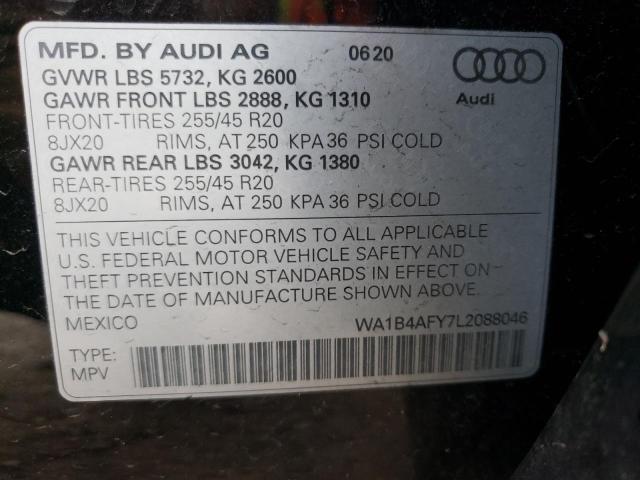 MFD. BY AUDI AG 0620
GVWR LBS 5732, KG 2600
GAWR FRONT LBS 2888, KG 1310
Audi
FRONT-TIRES 255/45 R20
8JX20 RIMS, AT 250 KPA 36 PSI COLD
GAWR REAR LBS 3042, KG 1380
REAR-TIRES 255/45 R20
8JX20 RIMS, AT 250 KPA 36 PSI COLD
THIS VEHICLE CONFORMS TO ALL APPLICABLE
U.S. FEDERAL MOTOR VEHICLE SAFETY AND
THEFT PREVENTION STANDARDS IN EFFECT ON
THE DATE OF MANUFACTURE SHOWN ABOVE.
MEXICO WA1B4AFY7L2088046
TYPE:
MPV